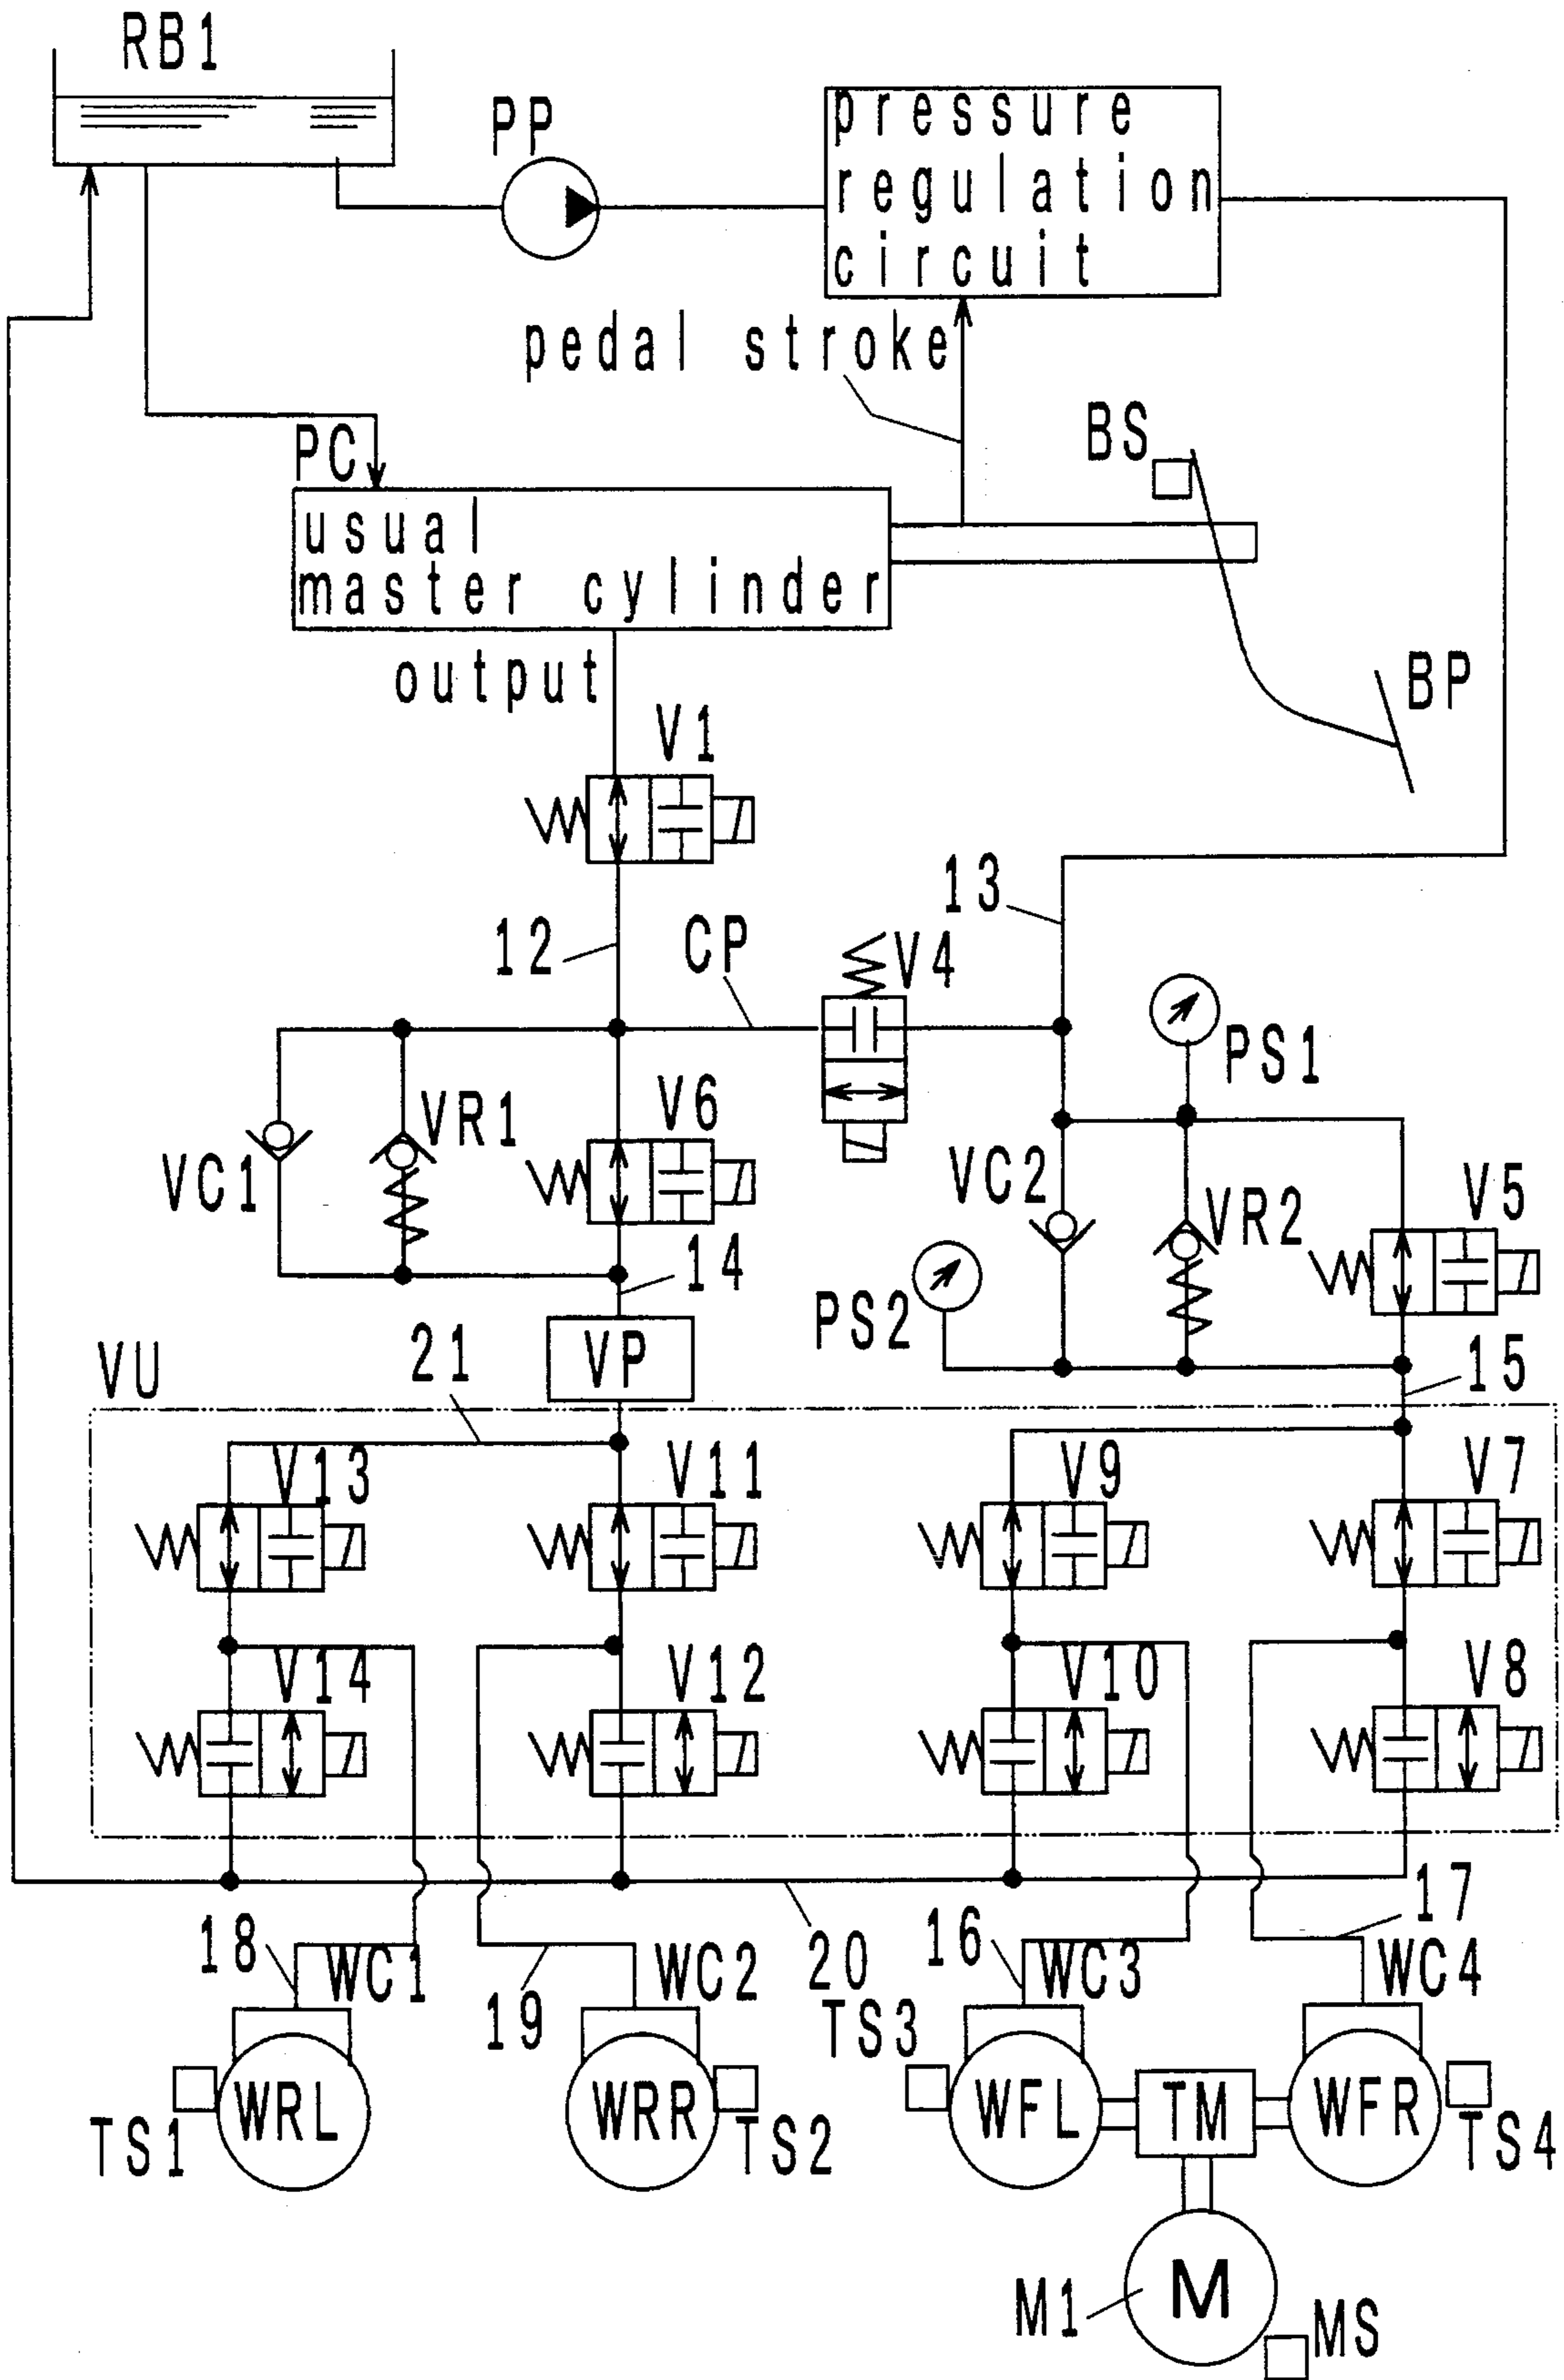 RB1
PP
pressure
regulation
circuit
pedal stroke
BS
PC
usual
master cylinder
output
BP
V1
13
12
CP
V4
PS1
V6
VR1
VC1
VC2
VR2
V5
14
PS2
VP
21
15
VU
V13
V11
V9
V7
V14
V12
V10
V8
17
18
WC1
19
WC2
20
16
WC3
WC4
TS3
WRL
WRR
WFL
TM
WFR
TS1
TS2
TS4
M1
M
MS